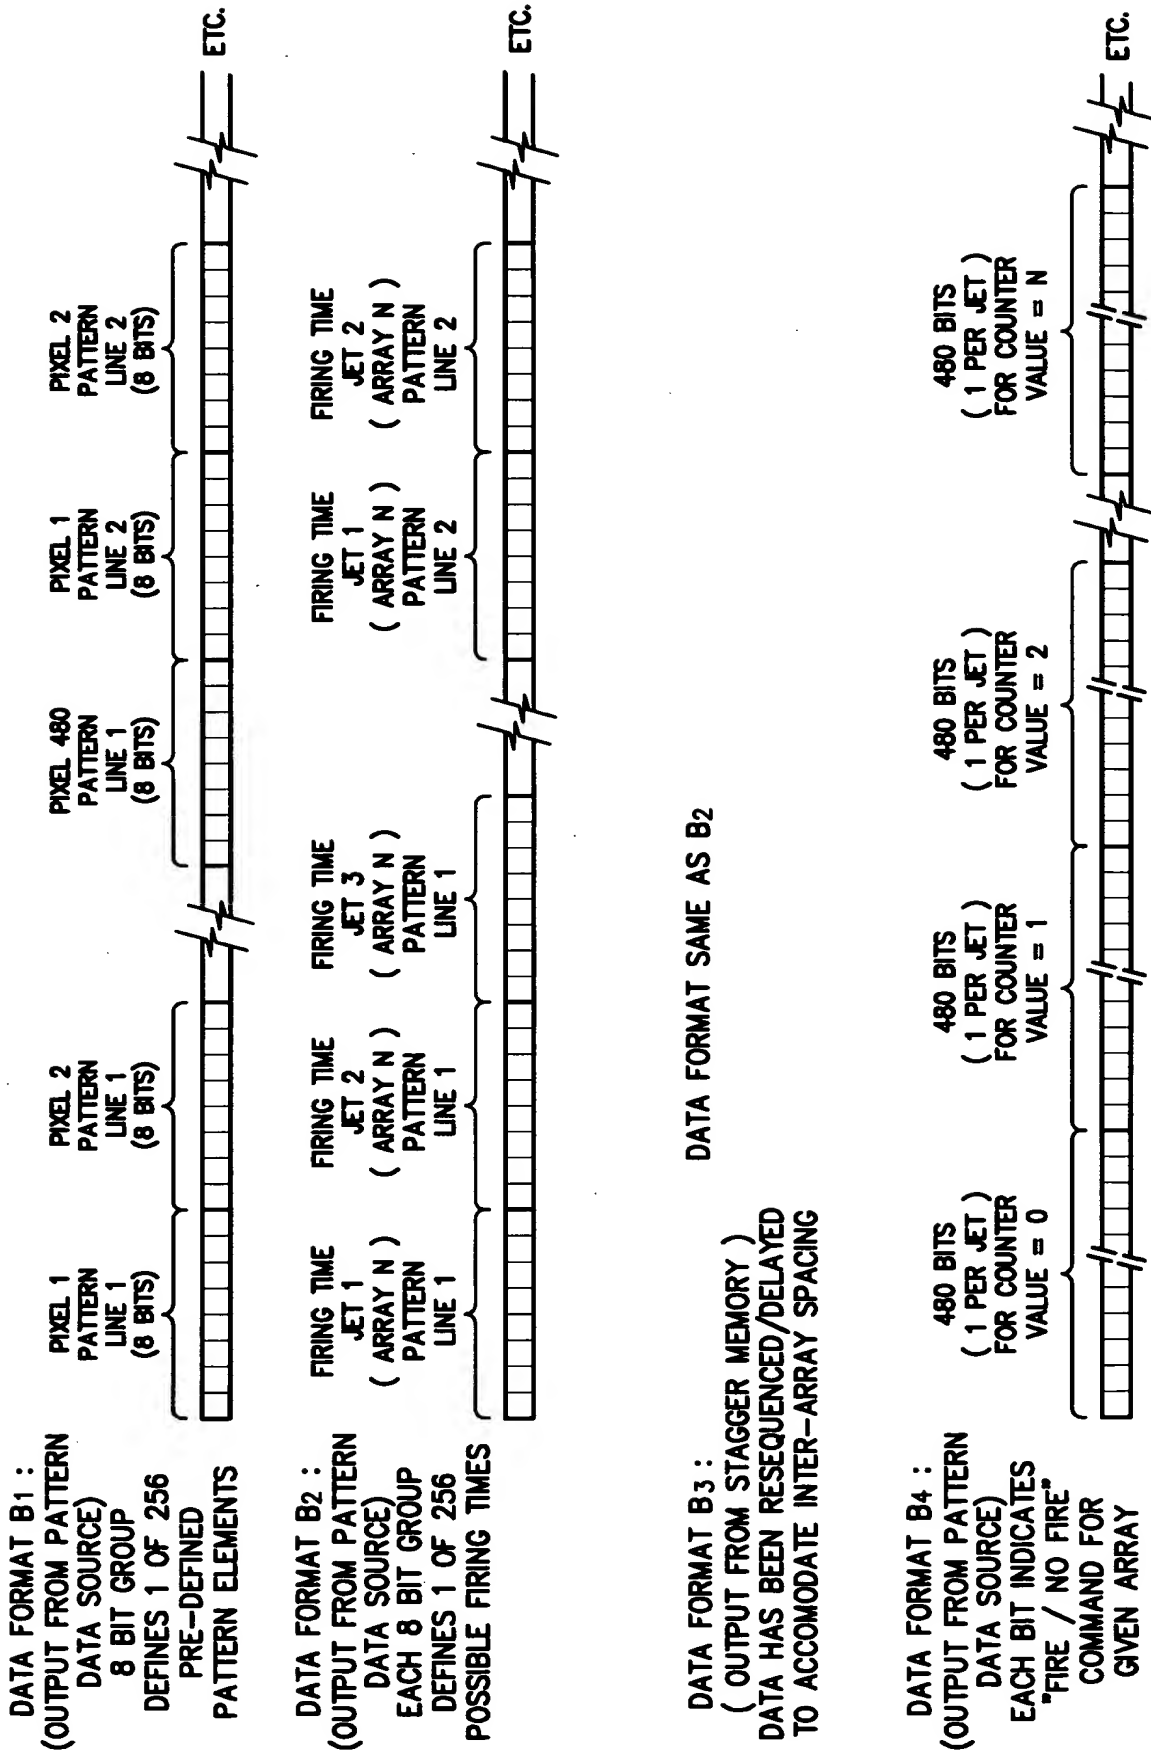 DATA FORMAT B1 :
(OUTPUT FROM PATTERN
DATA SOURCE)
8 BIT GROUP
DEFINES 1 OF 256
PRE-DEFINED
PATTERN ELEMENTS
PIXEL 1
PATTERN
LINE 1
(8 BITS)
PIXEL 2
PATTERN
LINE 1
(8 BITS)
PIXEL 480
PATTERN
LINE 1
(8 BITS)
PIXEL 1
PATTERN
LINE 2
(8 BITS)
PIXEL 2
PATTERN
LINE 2
(8 BITS)
ETC.
DATA FORMAT B2 :
(OUTPUT FROM PATTERN
DATA SOURCE)
EACH 8 BIT GROUP
DEFINES 1 OF 256
POSSIBLE FIRING TIMES
FIRING TIME
JET 1
( ARRAY N )
PATTERN
LINE 1
FIRING TIME
JET 2
( ARRAY N )
PATTERN
LINE 1
FIRING TIME
JET 3
( ARRAY N )
PATTERN
LINE 1
FIRING TIME
JET 1
( ARRAY N )
PATTERN
LINE 2
FIRING TIME
JET 2
( ARRAY N )
PATTERN
LINE 2
ETC.
DATA FORMAT B3 :
( OUTPUT FROM STAGGER MEMORY )
DATA HAS BEEN RESEQUENCED/DELAYED
TO ACCOMODATE INTER-ARRAY SPACING
DATA FORMAT SAME AS B2
DATA FORMAT B4 :
(OUTPUT FROM PATTERN
DATA SOURCE)
EACH BIT INDICATES
"FIRE / NO FIRE"
COMMAND FOR
GIVEN ARRAY
480 BITS
( 1 PER JET )
FOR COUNTER
VALUE = 0
480 BITS
( 1 PER JET )
FOR COUNTER
VALUE = 1
480 BITS
( 1 PER JET )
FOR COUNTER
VALUE = 2
480 BITS
( 1 PER JET )
FOR COUNTER
VALUE = N
ETC.